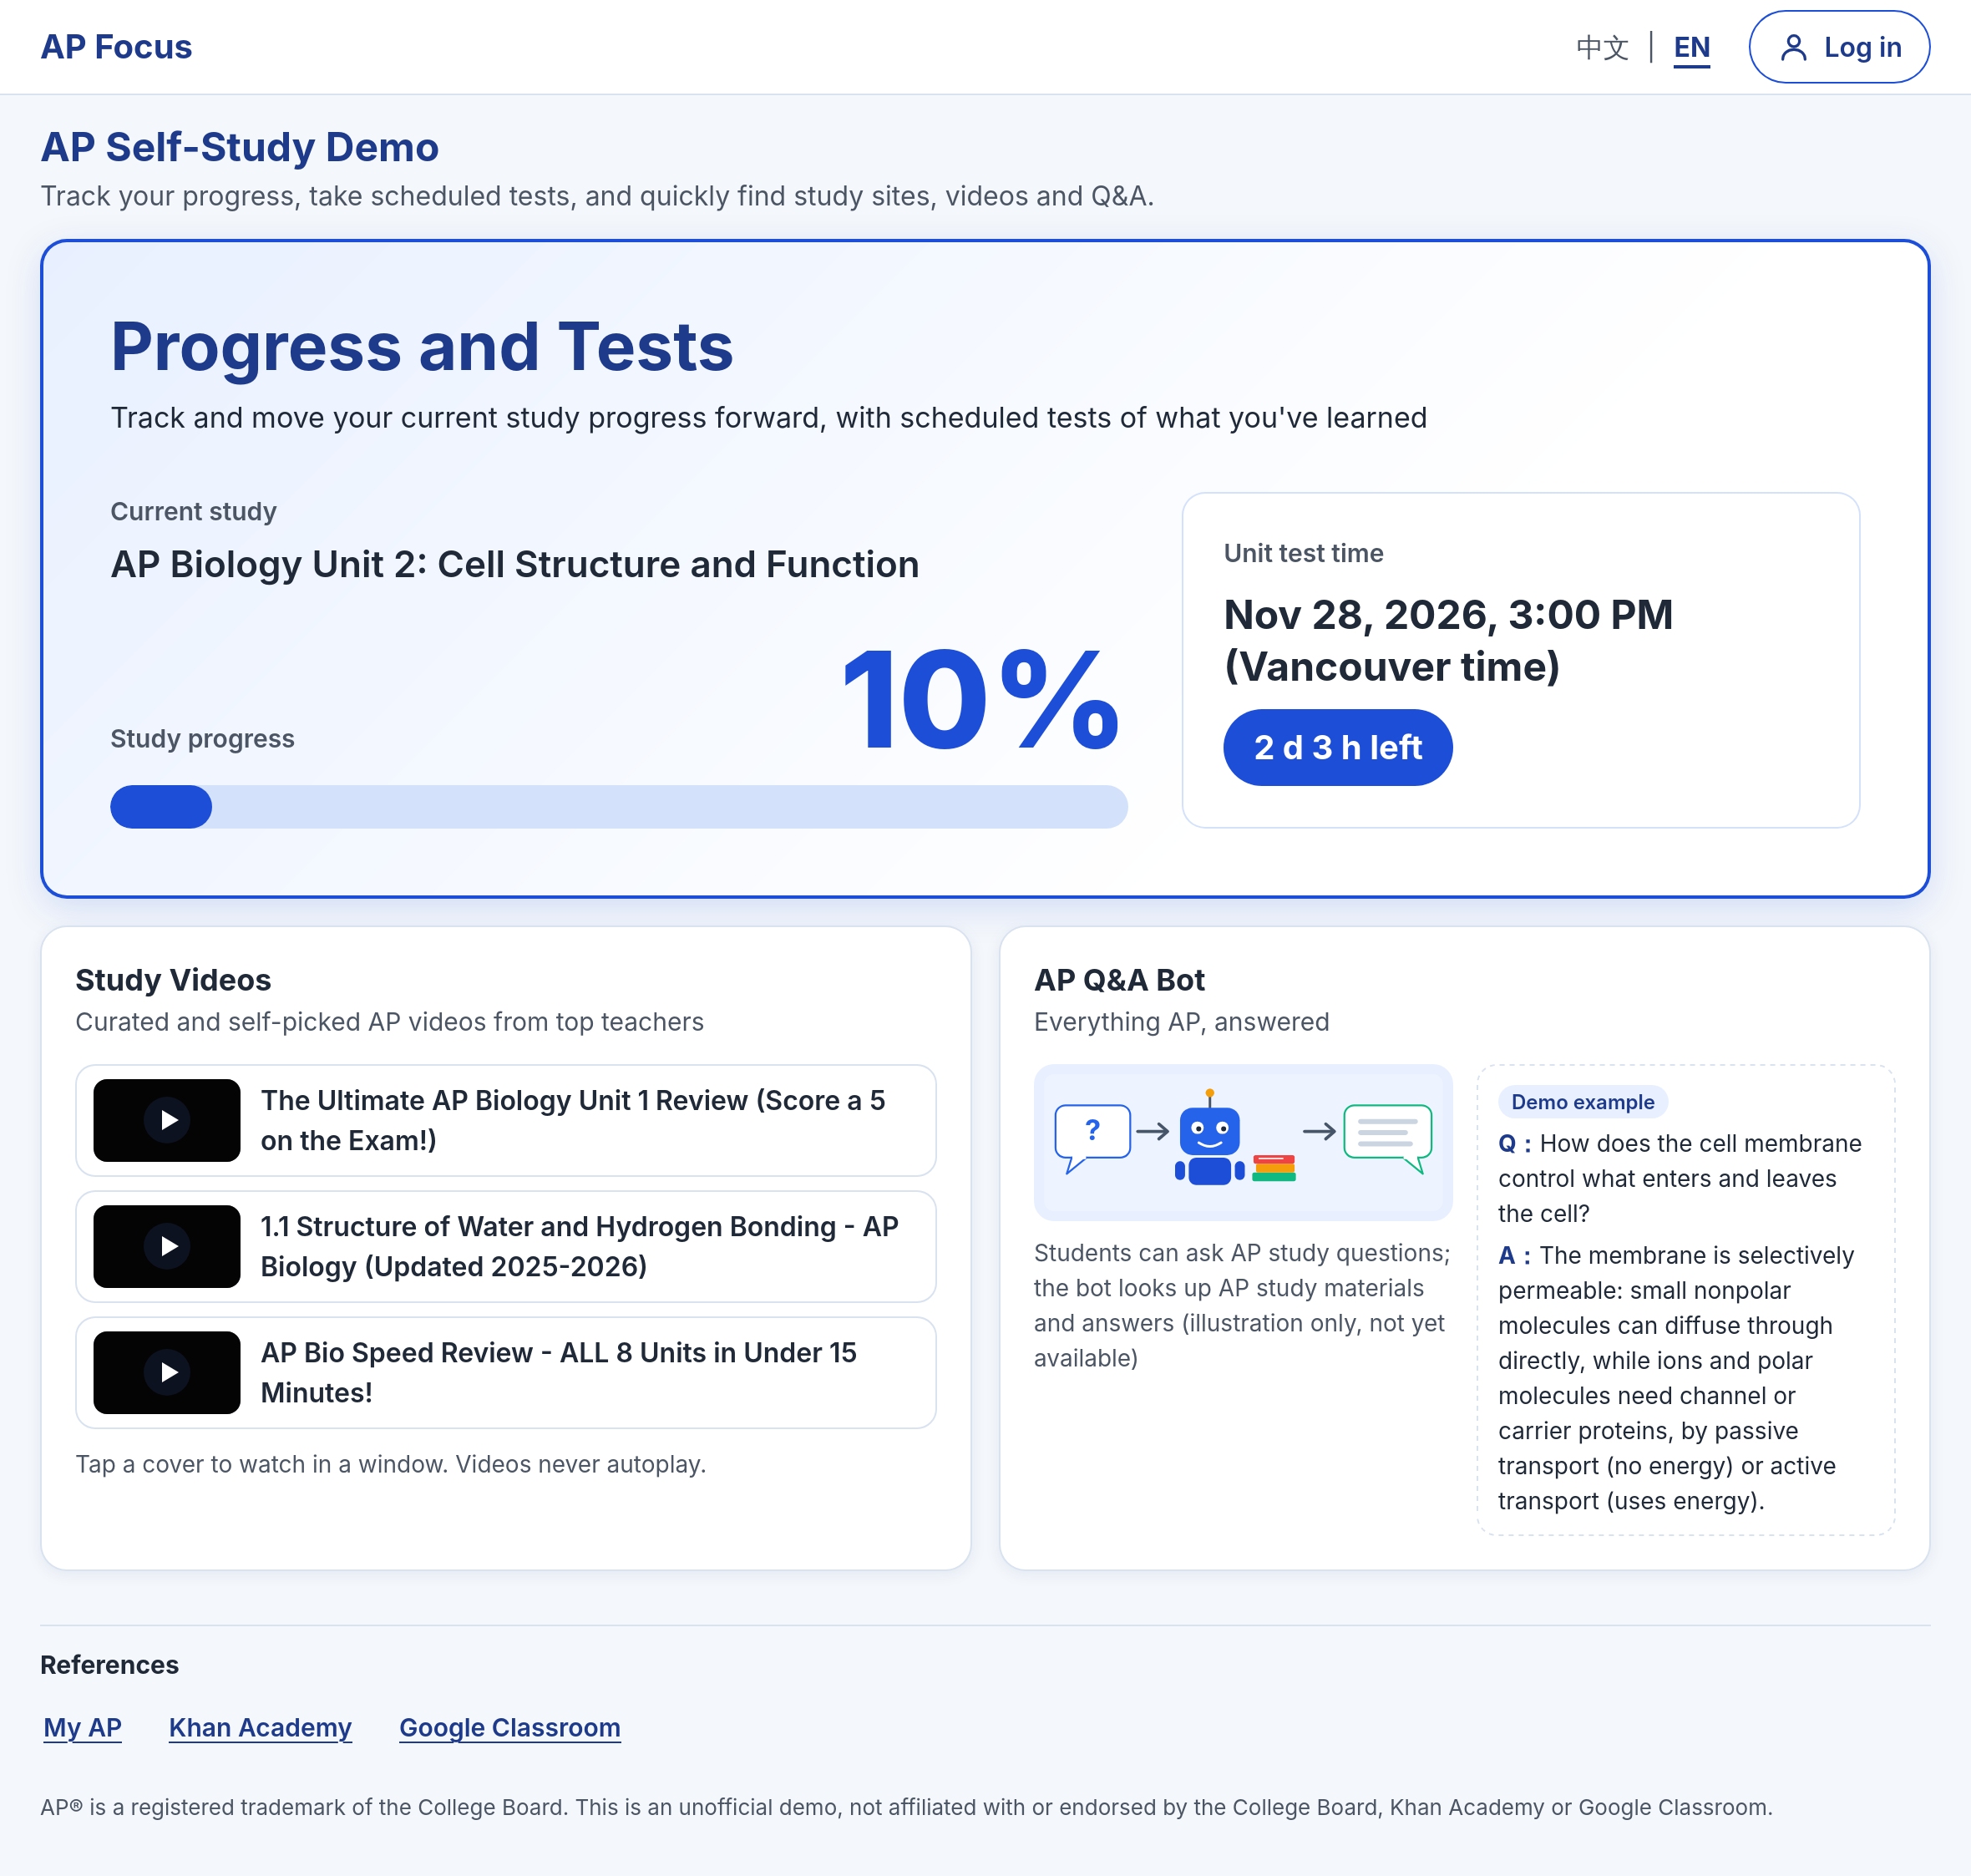 AP Focus
中文 | EN
Log in
AP Self-Study Demo
Track your progress, take scheduled tests, and quickly find study sites, videos and Q&A.
Progress and Tests
Track and move your current study progress forward, with scheduled tests of what you've learned
Current study
AP Biology Unit 2: Cell Structure and Function
Study progress
10%
Unit test time
Nov 28, 2026, 3:00 PM
(Vancouver time)
2 d 3 h left
Study Videos
Curated and self-picked AP videos from top teachers
The Ultimate AP Biology Unit 1 Review (Score a 5
on the Exam!)
1.1 Structure of Water and Hydrogen Bonding - AP
Biology (Updated 2025-2026)
AP Bio Speed Review - ALL 8 Units in Under 15
Minutes!
Tap a cover to watch in a window. Videos never autoplay.
AP Q&A Bot
Everything AP, answered
?
Students can ask AP study questions;
the bot looks up AP study materials
and answers (illustration only, not yet
available)
Demo example
Q : How does the cell membrane
control what enters and leaves
the cell?
A : The membrane is selectively
permeable: small nonpolar
molecules can diffuse through
directly, while ions and polar
molecules need channel or
carrier proteins, by passive
transport (no energy) or active
transport (uses energy).
References
My AP
Khan Academy
Google Classroom
AP® is a registered trademark of the College Board. This is an unofficial demo, not affiliated with or endorsed by the College Board, Khan Academy or Google Classroom.